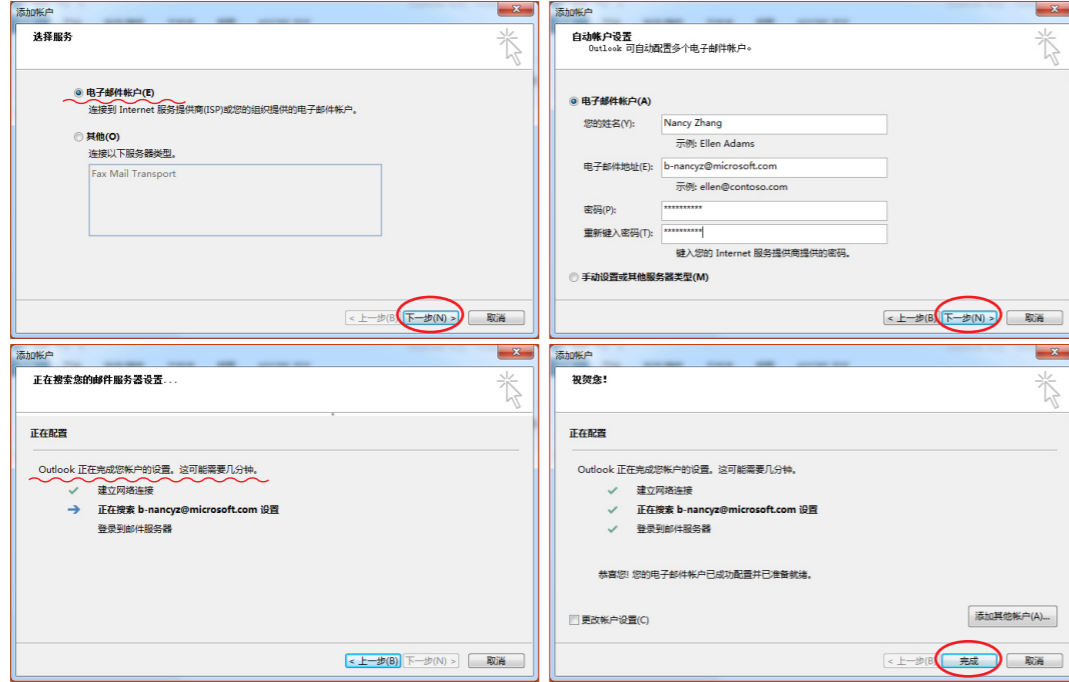 添加帐户
选择服务
电子邮件帐户(E)
连接到 Internet 服务提供商(ISP)或您的组织提供的电子邮件帐户。
其他(O)
连接以下服务器类型。
Fax Mail Transport
< 上一步(B)
下一步(N) >
取消
添加帐户
自动帐户设置
Outlook 可自动配置多个电子邮件帐户。
电子邮件帐户(A)
您的姓名(Y): Nancy Zhang
示例: Ellen Adams
电子邮件地址(E): b-nancyz@microsoft.com
示例: ellen@contoso.com
密码(P): **********
重新键入密码(T): **********
键入您的 Internet 服务提供商提供的密码。
手动设置或其他服务器类型(M)
< 上一步(B)
下一步(N) >
取消
添加帐户
正在搜索您的邮件服务器设置...
正在配置
Outlook 正在完成您帐户的设置。这可能需要几分钟。
建立网络连接
正在搜索 b-nancyz@microsoft.com 设置
登录到邮件服务器
< 上一步(B)
下一步(N) >
取消
添加帐户
祝贺您!
正在配置
Outlook 正在完成您帐户的设置。这可能需要几分钟。
建立网络连接
正在搜索 b-nancyz@microsoft.com 设置
登录到邮件服务器
恭喜您! 您的电子邮件帐户已成功配置并已准备就绪。
更改帐户设置(C)
添加其他帐户(A)...
< 上一步(B)
完成
取消